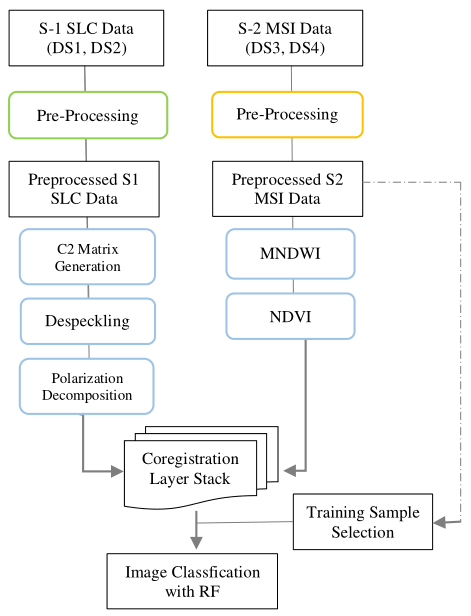 S-1 SLC Data
(DS1, DS2)
S-2 MSI Data
(DS3, DS4)
Pre-Processing
Pre-Processing
Preprocessed S1
SLC Data
Preprocessed S2
MSI Data
C2 Matrix
Generation
MNDWI
Despeckling
NDVI
Polarization
Decomposition
Coregistration
Layer Stack
Training Sample
Selection
Image Classfication
with RF